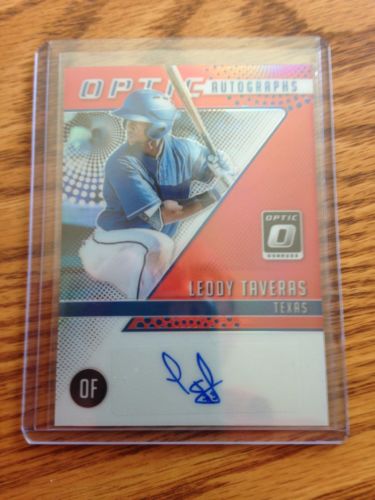 OPTIC
AUTOGRAPHS
OPTIC
O
DONRUSS
LEODY TAVERAS
TEXAS
OF